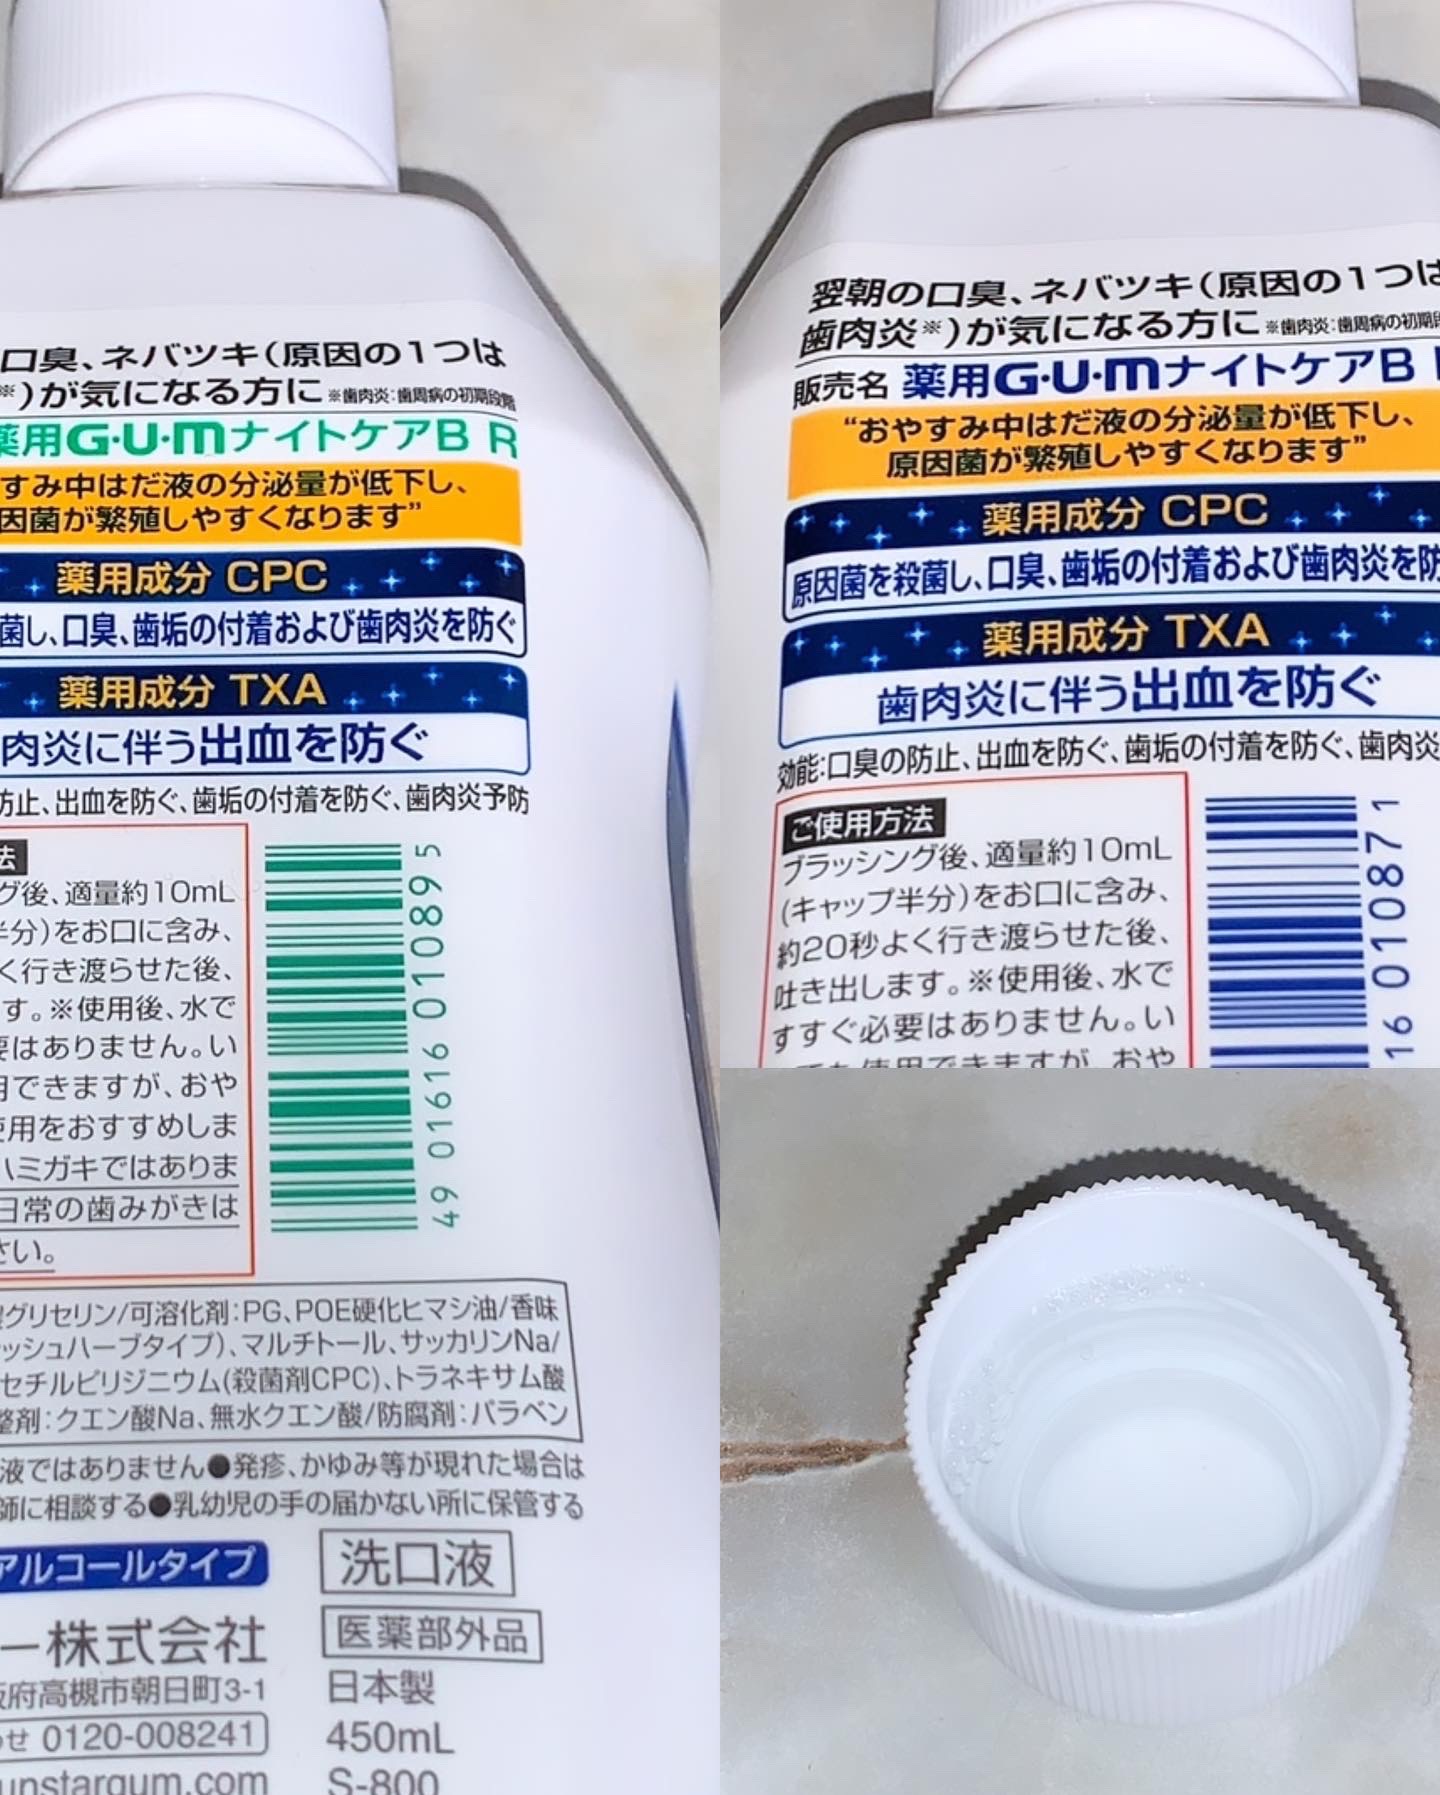 口臭、ネバツキ(原因の1つは
※)が気になる方に ※歯肉炎:歯周病の初期段階
薬用G·U·mナイトケアB R
すみ中はだ液の分泌量が低下し、
因菌が繁殖しやすくなります”
薬用成分 CPC
菌し、口臭、歯垢の付着および歯肉炎を防ぐ
薬用成分 TXA
肉炎に伴う出血を防ぐ
防止、出血を防ぐ、歯垢の付着を防ぐ、歯肉炎予防
法
グ後、適量約10mL
半分)をお口に含み、
く行き渡らせた後、
す。※使用後、水で
要はありません。い
用できますが、おや
使用をおすすめしま
ハミガキではありま
日常の歯みがきは
さい。
4901616010895
グリセリン/可溶化剤:PG、POE硬化ヒマシ油/香味
ッシュハーブタイプ)、マルチトール、サッカリンNa/
セチルピリジニウム(殺菌剤CPC)、トラネキサム酸
整剤:クエン酸Na、無水クエン酸/防腐剤:パラベン
液ではありません●発疹、かゆみ等が現れた場合は
師に相談する●乳幼児の手の届かない所に保管する
アルコールタイプ
洗口液
ー株式会社
医薬部外品
府高槻市朝日町3-1
日本製
わせ 0120-008241
450mL
unstargum.com
S-800
翌朝の口臭、ネバツキ(原因の1つは
歯肉炎※)が気になる方に ※歯肉炎:歯周病の初期段
販売名 薬用G·U·mナイトケアB
“おやすみ中はだ液の分泌量が低下し、
原因菌が繁殖しやすくなります”
薬用成分 CPC
原因菌を殺菌し、口臭、歯垢の付着および歯肉炎を防
薬用成分 TXA
歯肉炎に伴う出血を防ぐ
効能:口臭の防止、出血を防ぐ、歯垢の付着を防ぐ、歯肉炎
ご使用方法
ブラッシング後、適量約10mL
(キャップ半分)をお口に含み、
約20秒よく行き渡らせた後、
吐き出します。※使用後、水で
すすぐ必要はありません。い
でも使用できますが、おや
16010871